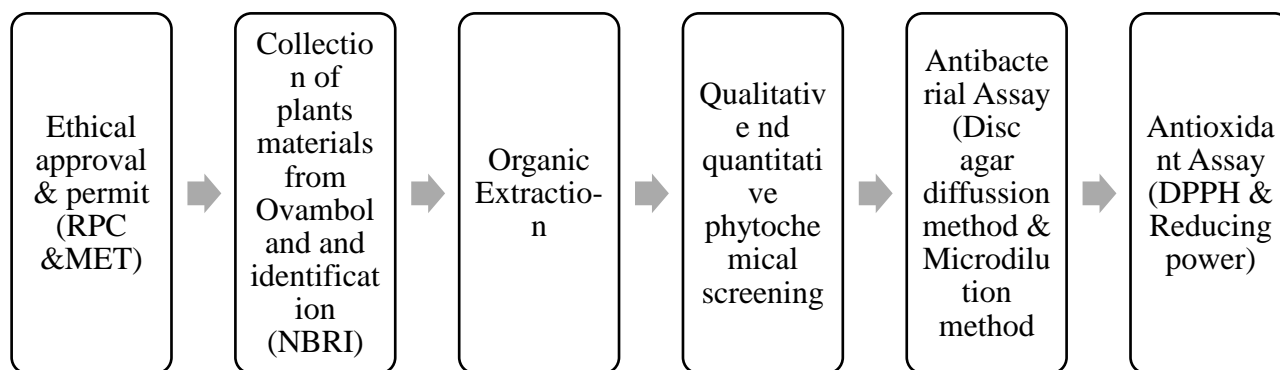 Ethical
approval
& permit
(RPC
&MET)
Collectio
n of
plants
materials
from
Ovambol
and and
identificat
ion
(NBRI)
Organic
Extractio-
n
Qualitativ
e nd
quantitati
ve
phytoche
mical
screening
Antibacte
rial Assay
(Disc
agar
diffussion
method &
Microdilu
tion
method
Antioxida
nt Assay
(DPPH &
Reducing
power)